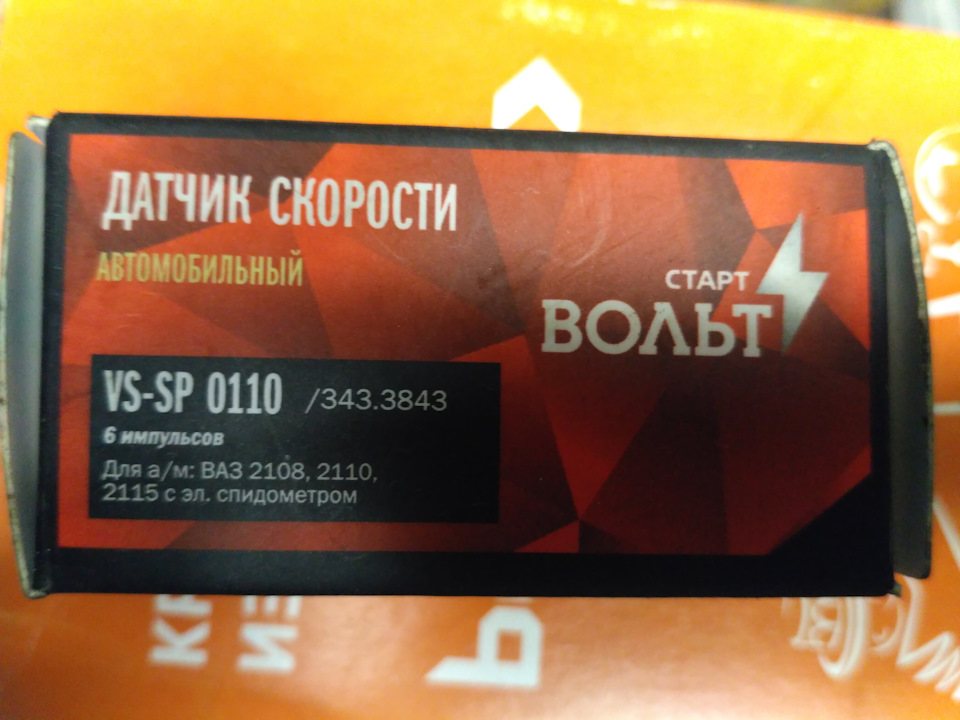 ДАТЧИК СКОРОСТИ
АВТОМОБИЛЬНЫЙ
СТАРТ
ВОЛЬТ
VS-SP 0110 /343.3843
6 импульсов
Для а/м: ВАЗ 2108, 2110,
2115 с эл. спидометром